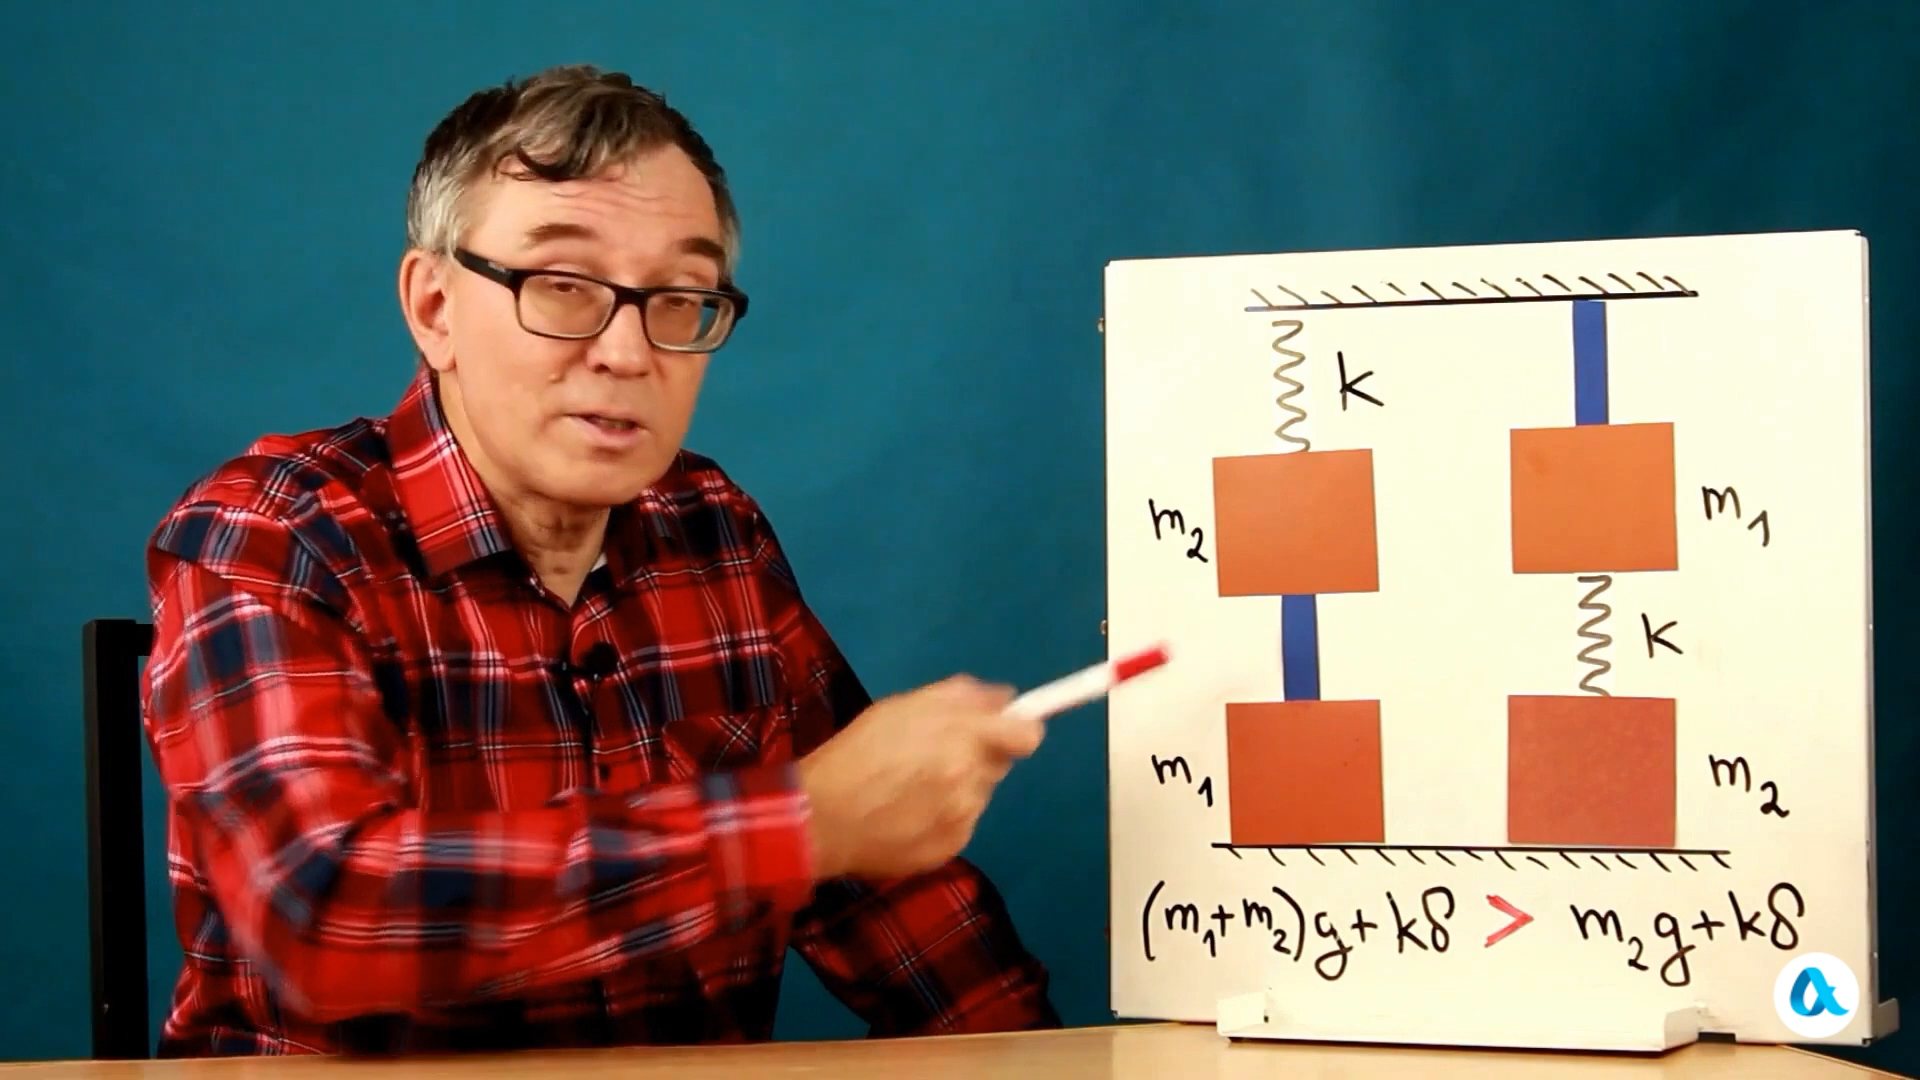 k
m₂ m₁
k
m₁ m₂
(m₁+m₂)g+kδ > m₂g+kδ